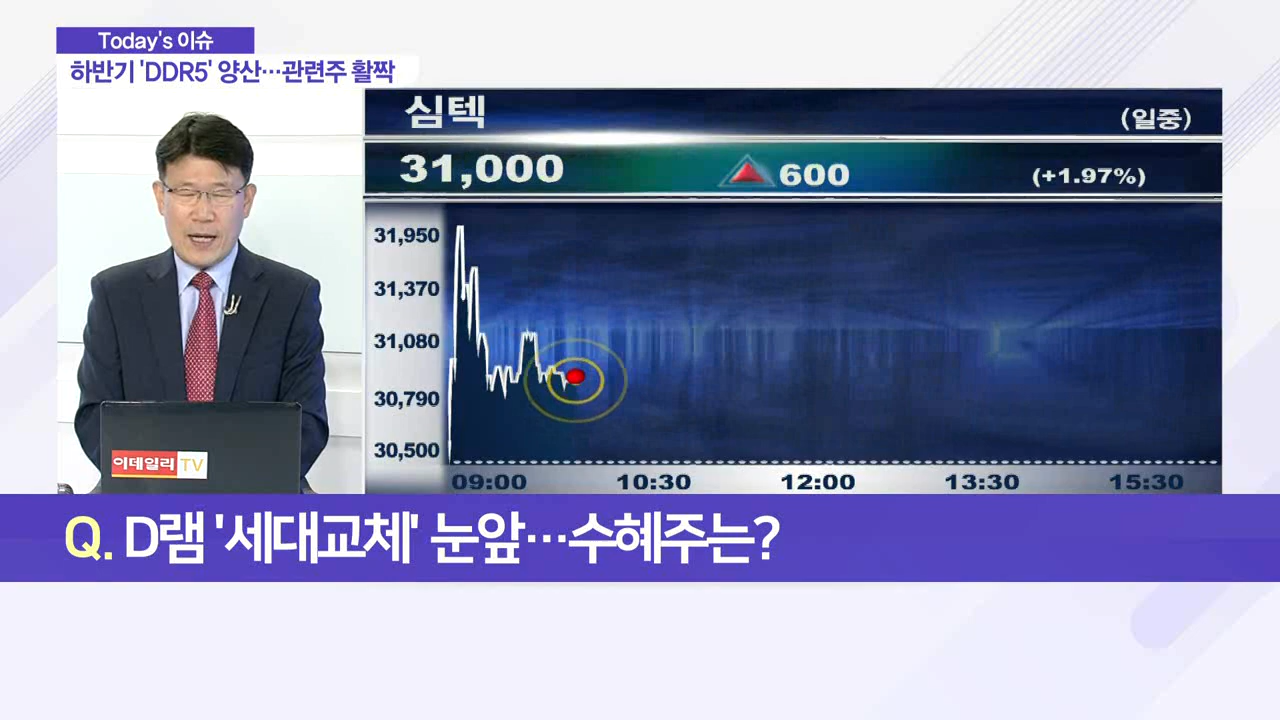 Today's 이슈
하반기 'DDR5' 양산…관련주 활짝
심텍
(일중)
31,000 ▲ 600 (+1.97%)
31,950
31,370
31,080
30,790
30,500
09:00 10:30 12:00 13:30 15:30
이데일리 TV
Q. D램 '세대교체' 눈앞…수혜주는?